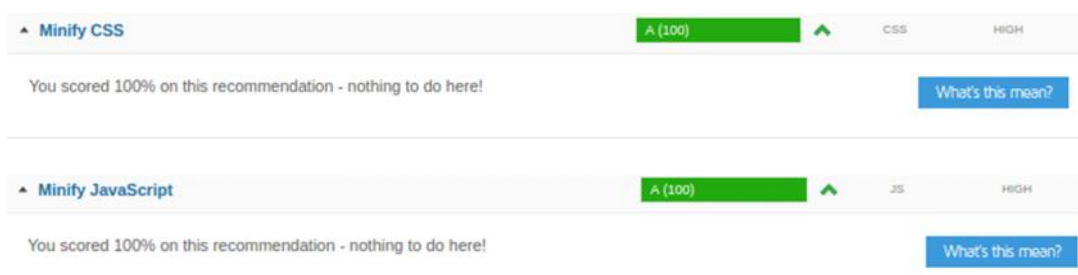 Minify CSS A (100) CSS HIGH
You scored 100% on this recommendation - nothing to do here!
What's this mean?
Minify JavaScript A (100) JS HIGH
You scored 100% on this recommendation - nothing to do here!
What's this mean?